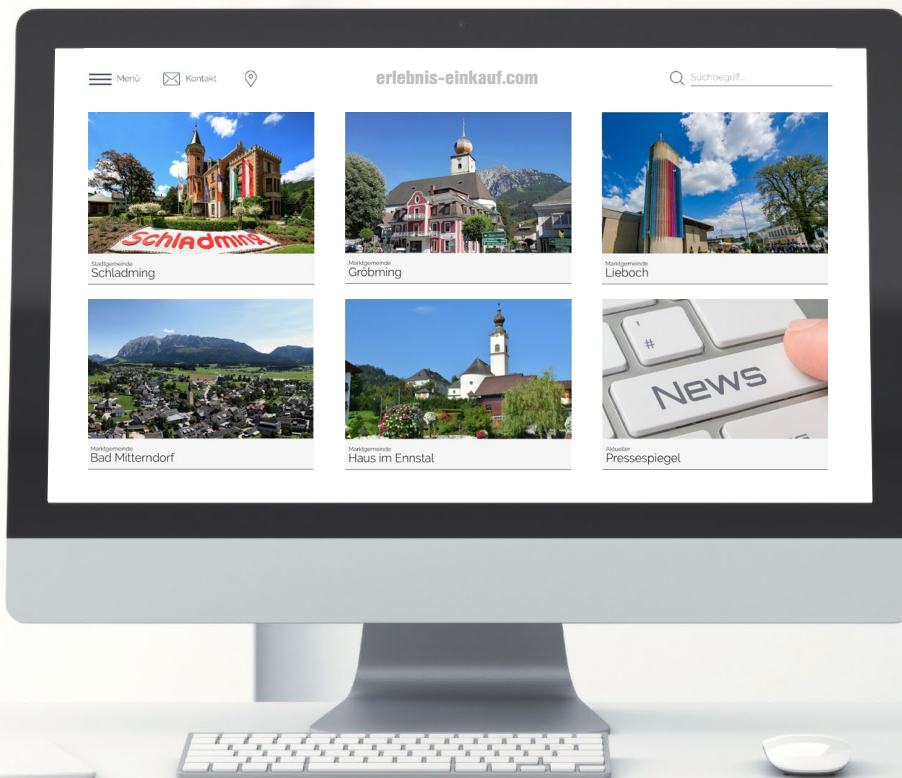 Menü
Kontakt
erlebnis-einkauf.com
Suchbegriff...
Schladming
Stadtgemeinde
Schladming
Marktgemeinde
Gröbming
Marktgemeinde
Lieboch
Marktgemeinde
Bad Mitterndorf
Marktgemeinde
Haus im Ennstal
'
#
News
Aktueller
Pressespiegel